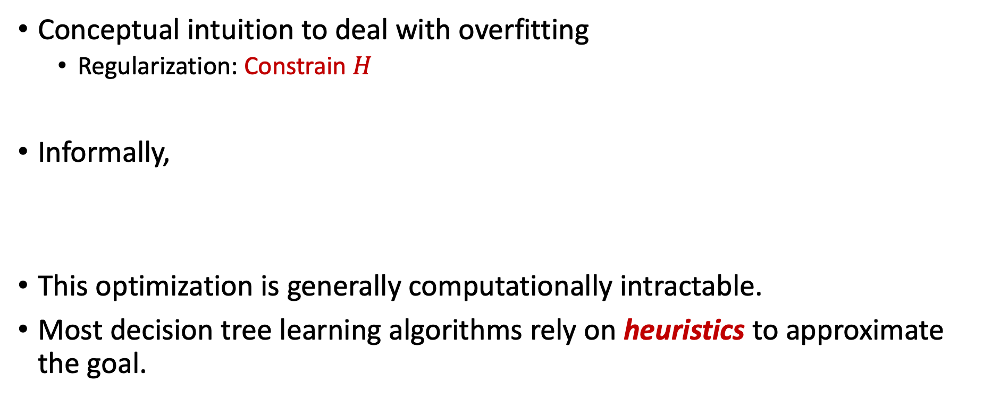 • Conceptual intuition to deal with overfitting
• Regularization: Constrain H
• Informally,
• This optimization is generally computationally intractable.
• Most decision tree learning algorithms rely on heuristics to approximate
the goal.